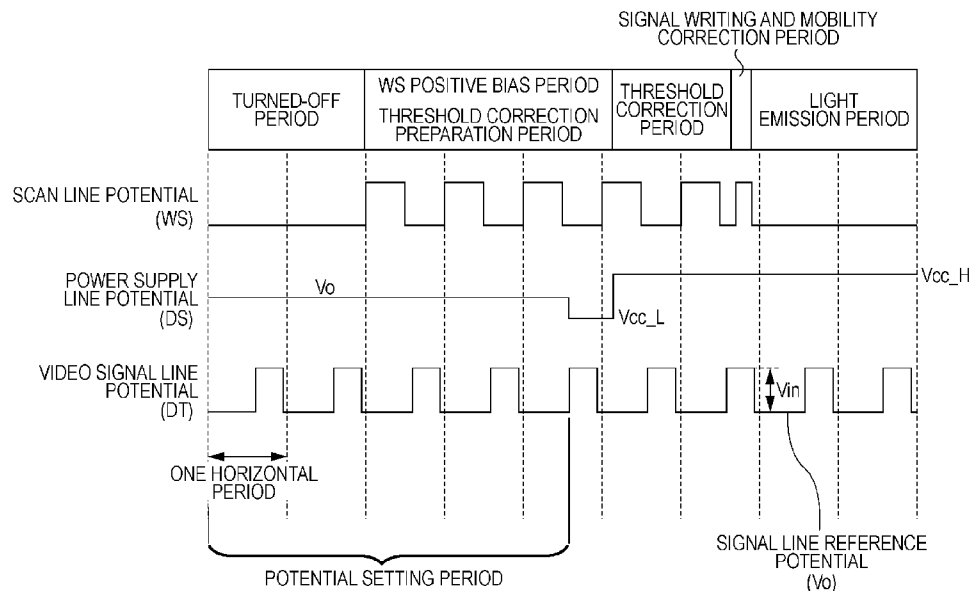 SIGNAL WRITING AND MOBILITY
CORRECTION PERIOD
TURNED-OFF
PERIOD
WS POSITIVE BIAS PERIOD
THRESHOLD CORRECTION
PREPARATION PERIOD
THRESHOLD
CORRECTION
PERIOD
LIGHT
EMISSION PERIOD
SCAN LINE POTENTIAL
(WS)
POWER SUPPLY
LINE POTENTIAL
(DS)
Vo
Vcc_L
Vcc_H
VIDEO SIGNAL LINE
POTENTIAL
(DT)
Vin
ONE HORIZONTAL
PERIOD
POTENTIAL SETTING PERIOD
SIGNAL LINE REFERENCE
POTENTIAL
(Vo)